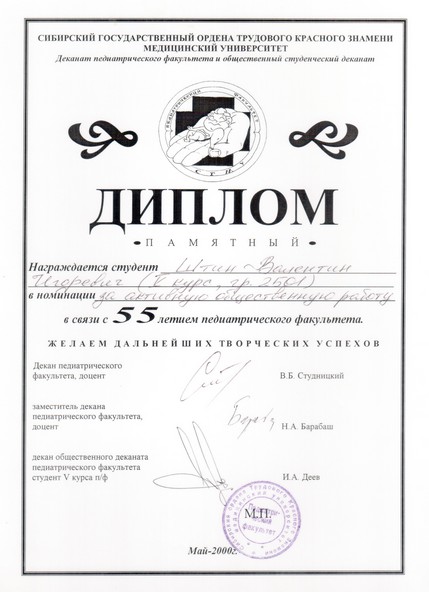 СИБИРСКИЙ ГОСУДАРСТВЕННЫЙ ОРДЕНА ТРУДОВОГО КРАСНОГО ЗНАМЕНИ
МЕДИЦИНСКИЙ УНИВЕРСИТЕТ
Деканат педиатрического факультета и общественный студенческий деканат
ДИПЛОМ
• ПАМЯТНЫЙ •
Награждается студент Штин Валентин
Игоревич (V курс, гр. 2501)
в номинации за активную общественную работу
в связи с 55 летием педиатрического факультета.
ЖЕЛАЕМ ДАЛЬНЕЙШИХ ТВОРЧЕСКИХ УСПЕХОВ
Декан педиатрического
факультета, доцент
В.Б. Студницкий
заместитель декана
педиатрического факультета,
доцент
Н.А. Барабаш
декан общественного деканата
педиатрического факультета
студент V курса п/ф
И.А. Деев
М.П.
Май-2000г.